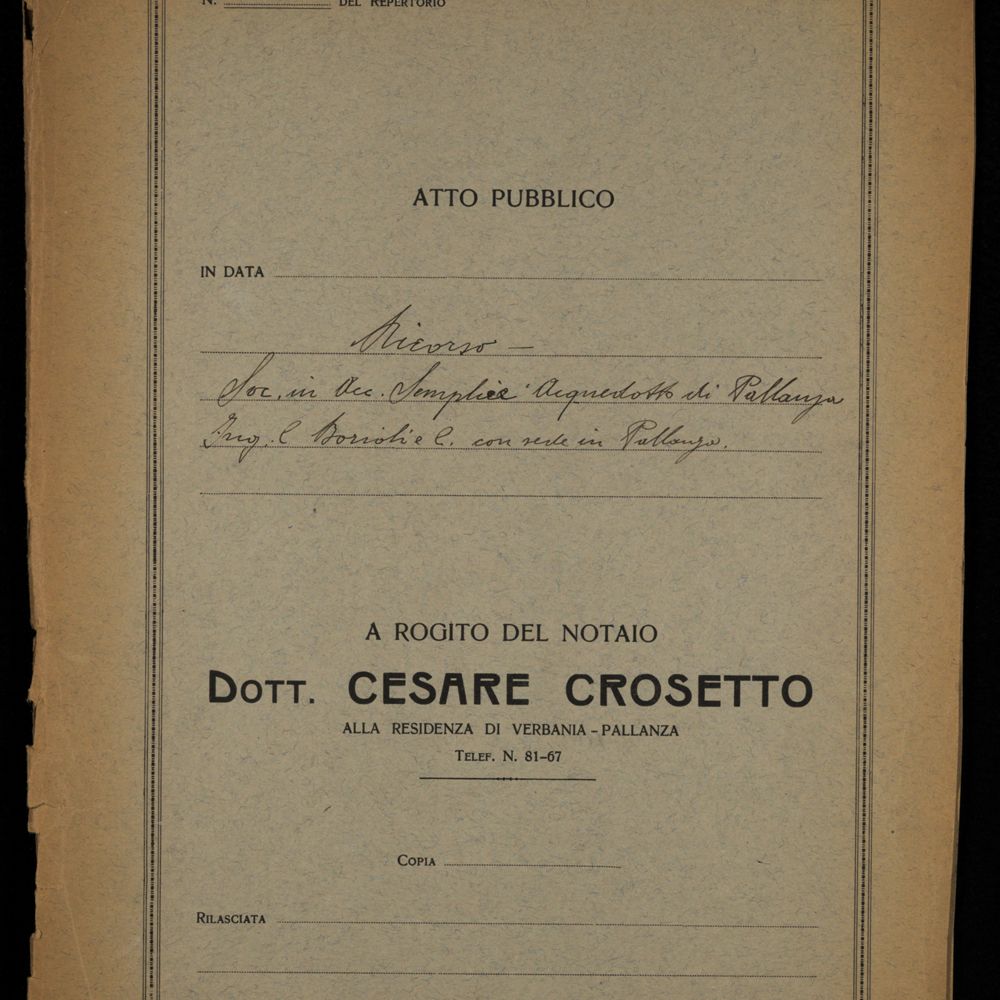 N. DEL REPERTORIO
ATTO PUBBLICO
IN DATA
Ricorso —
Soc. in Acc. Semplice Acquedotto di Pallanza
Ing. C Borioli e C. con sede in Pallanza.
A ROGITO DEL NOTAIO
DOTT. CESARE CROSETTO
ALLA RESIDENZA DI VERBANIA - PALLANZA
TELEF. N. 81-67
COPIA
RILASCIATA